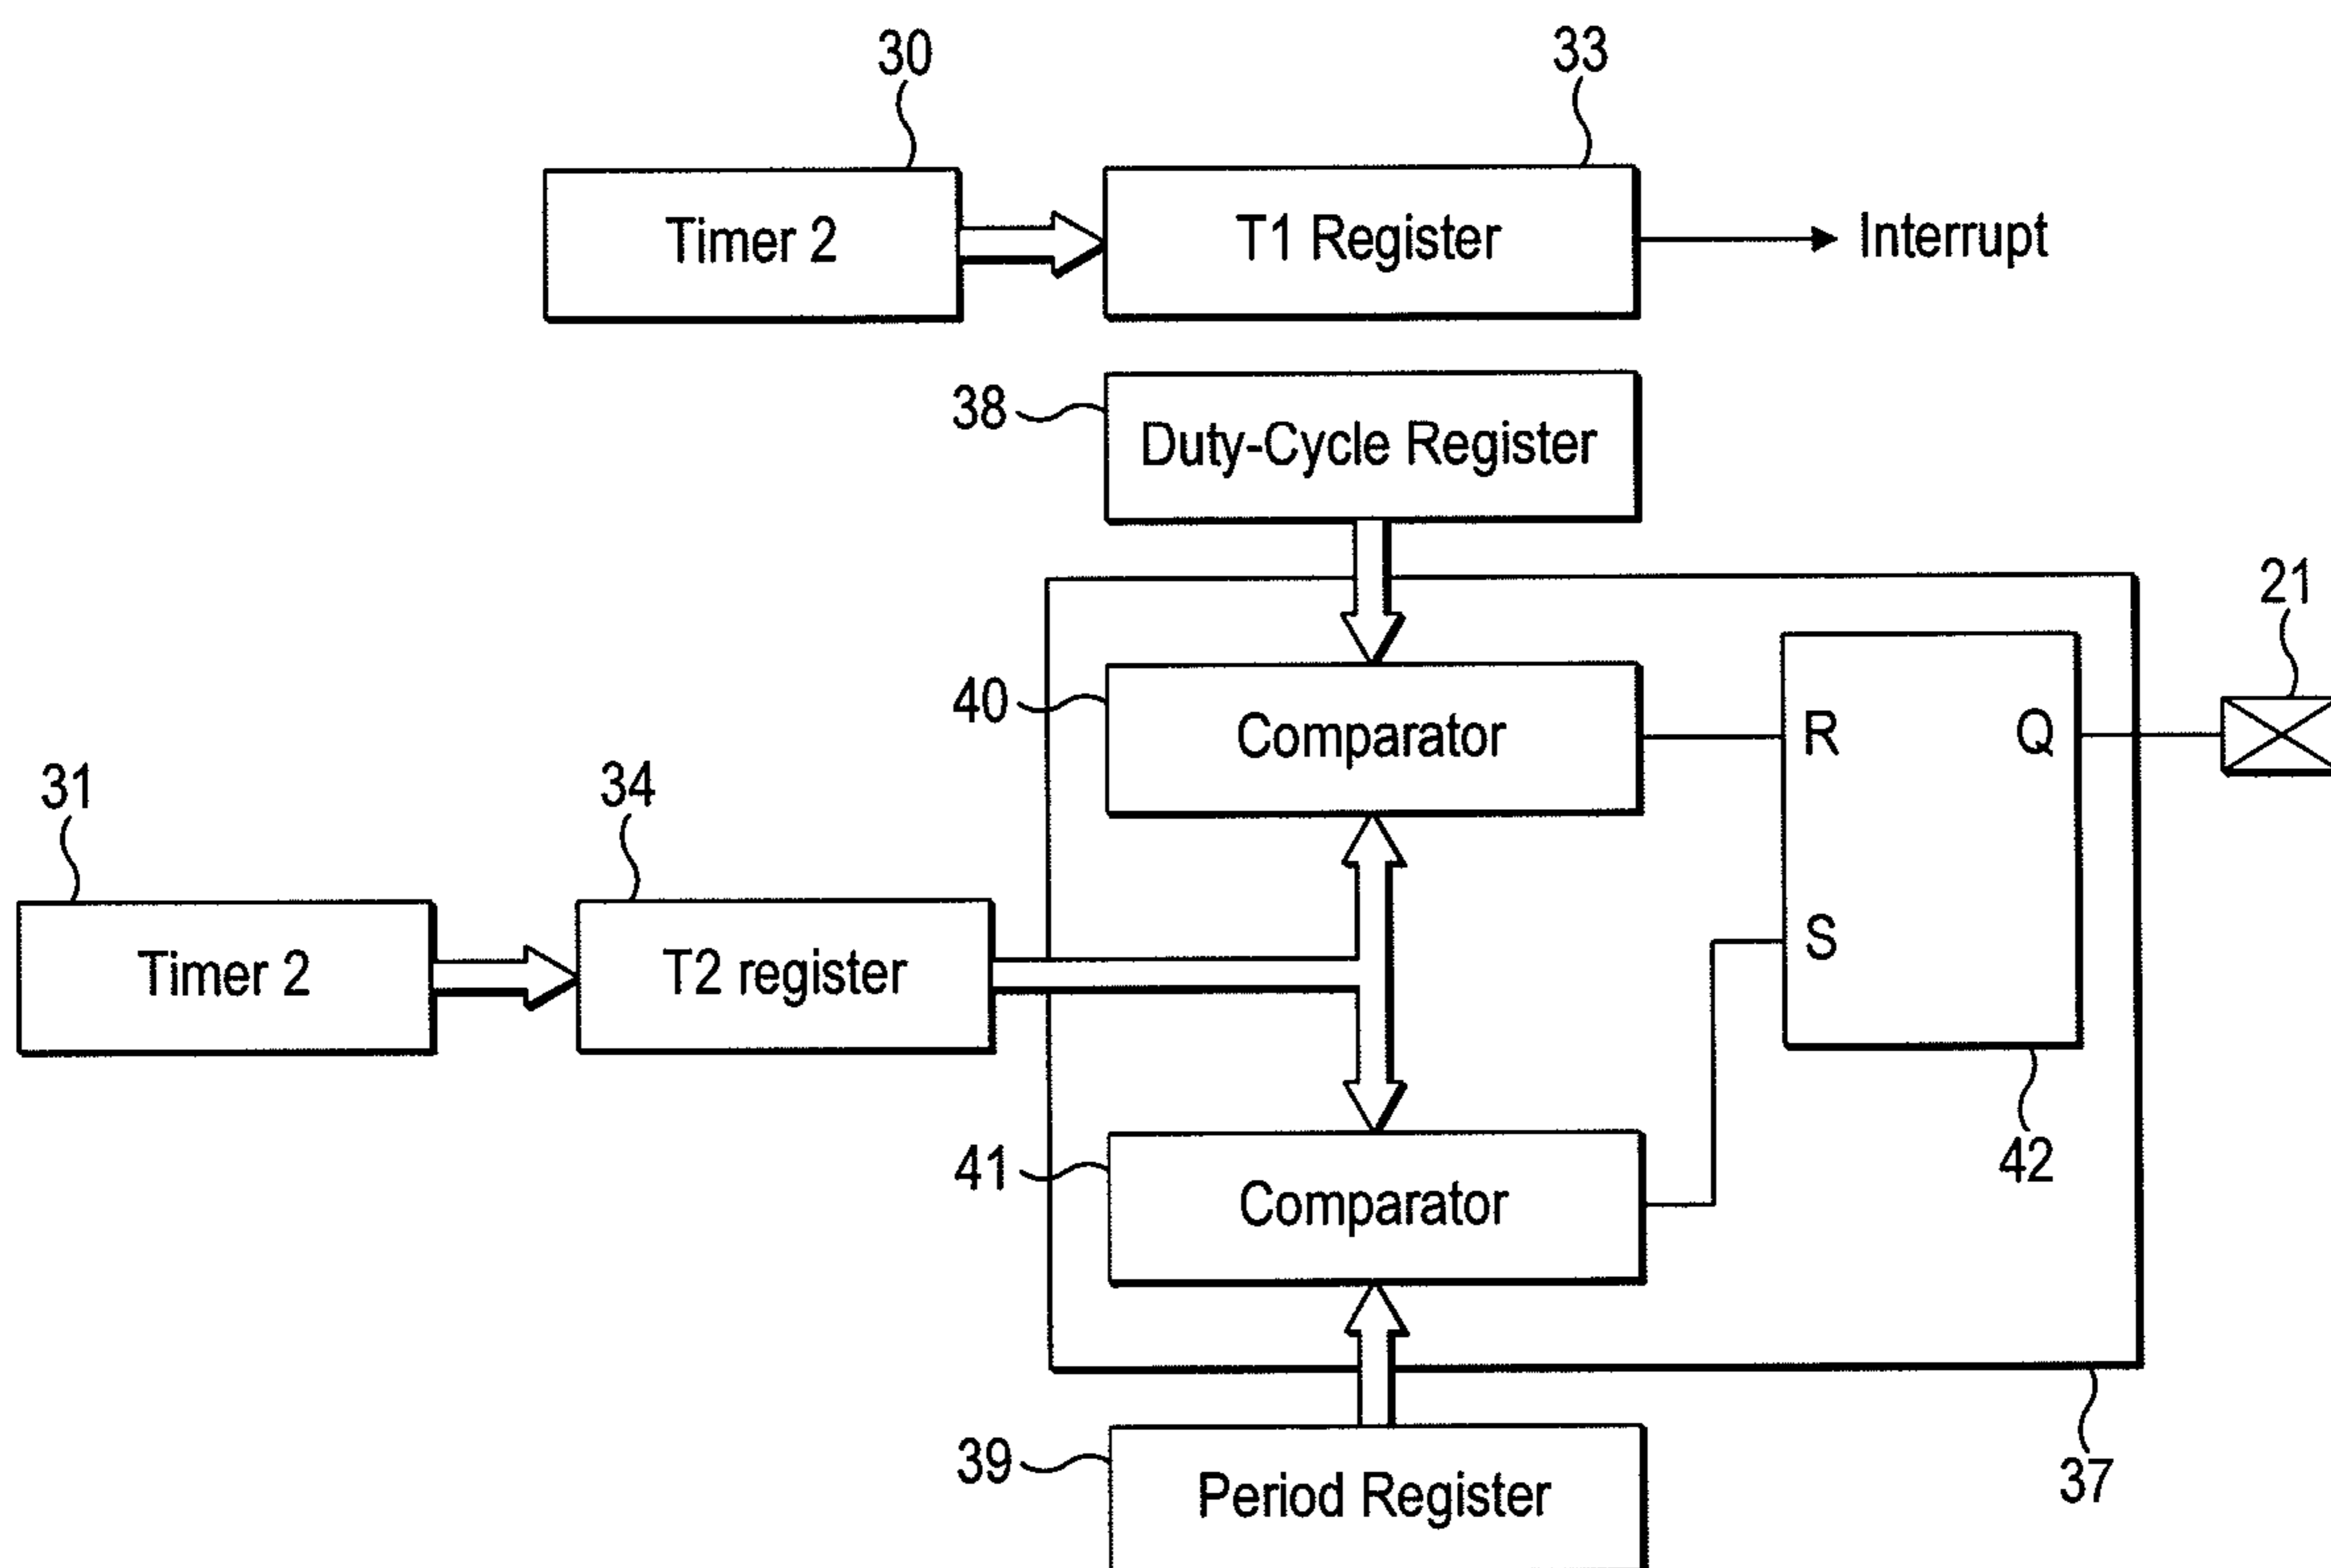 30
33
Timer 2
T1 Register
Interrupt
38
Duty-Cycle Register
21
40
Comparator
R
Q
31
34
S
Timer 2
T2 register
41
Comparator
42
39
Period Register
37